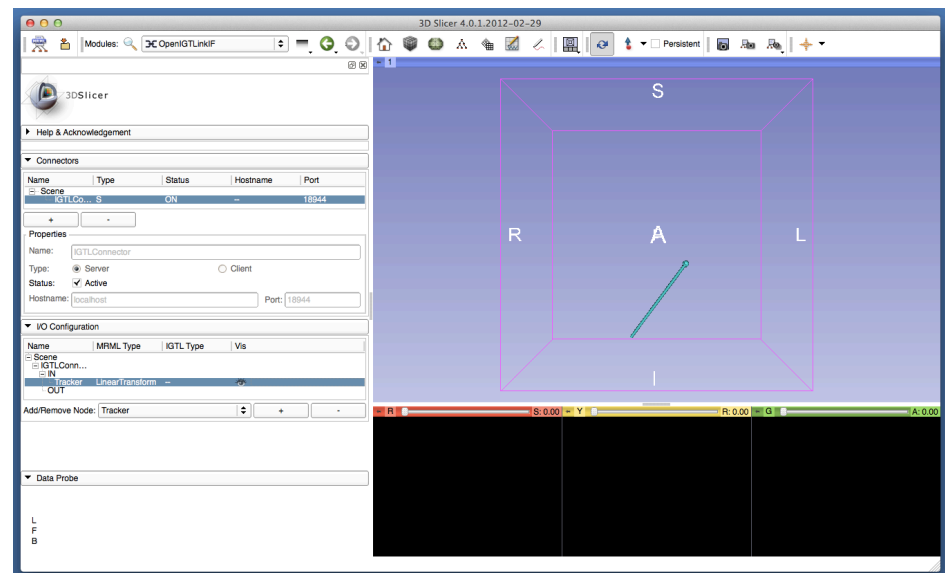 3D Slicer 4.0.1.2012-02-29
Modules: OpenIGTLinkIF Persistent
1
3DSlicer
Help & Acknowledgement
Connectors
Name Type Status Hostname Port
Scene
IGTLCo... S ON -- 18944
+ -
Properties
Name: IGTLConnector
Type: Server Client
Status: Active
Hostname: localhost Port: 18944
I/O Configuration
Name MRML Type IGTL Type Vis
Scene
IGTLConn...
IN
Tracker LinearTransform --
OUT
Add/Remove Node: Tracker + -
Data Probe
L
F
B
S
R A L
I
R S: 0.00 Y R: 0.00 G A: 0.00